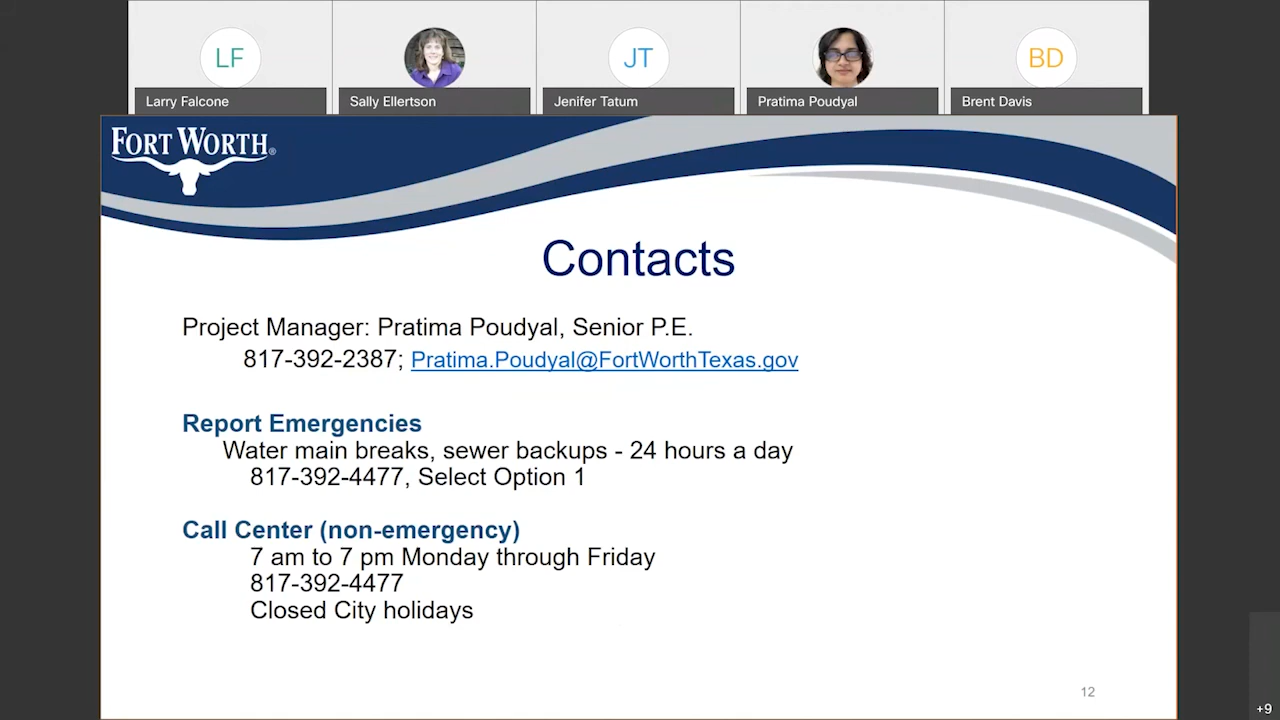 LF
JT
BD
Larry Falcone
Sally Ellertson
Jenifer Tatum
Pratima Poudyal
Brent Davis
FORT WORTH®
Contacts
Project Manager: Pratima Poudyal, Senior P.E.
817-392-2387; Pratima.Poudyal@FortWorthTexas.gov
Report Emergencies
Water main breaks, sewer backups - 24 hours a day
817-392-4477, Select Option 1
Call Center (non-emergency)
7 am to 7 pm Monday through Friday
817-392-4477
Closed City holidays
12
+9